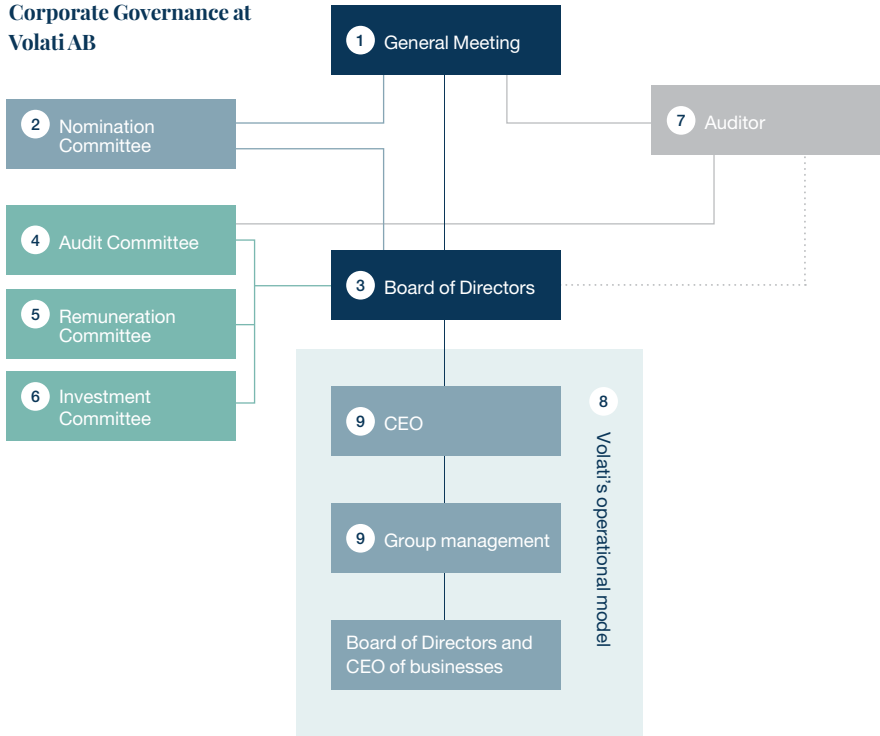 Corporate Governance at
Volati AB
1 General Meeting
2 Nomination
Committee
7 Auditor
4 Audit Committee
3 Board of Directors
5 Remuneration
Committee
6 Investment
Committee
9 CEO
8 Volati's operational model
9 Group management
Board of Directors and
CEO of businesses